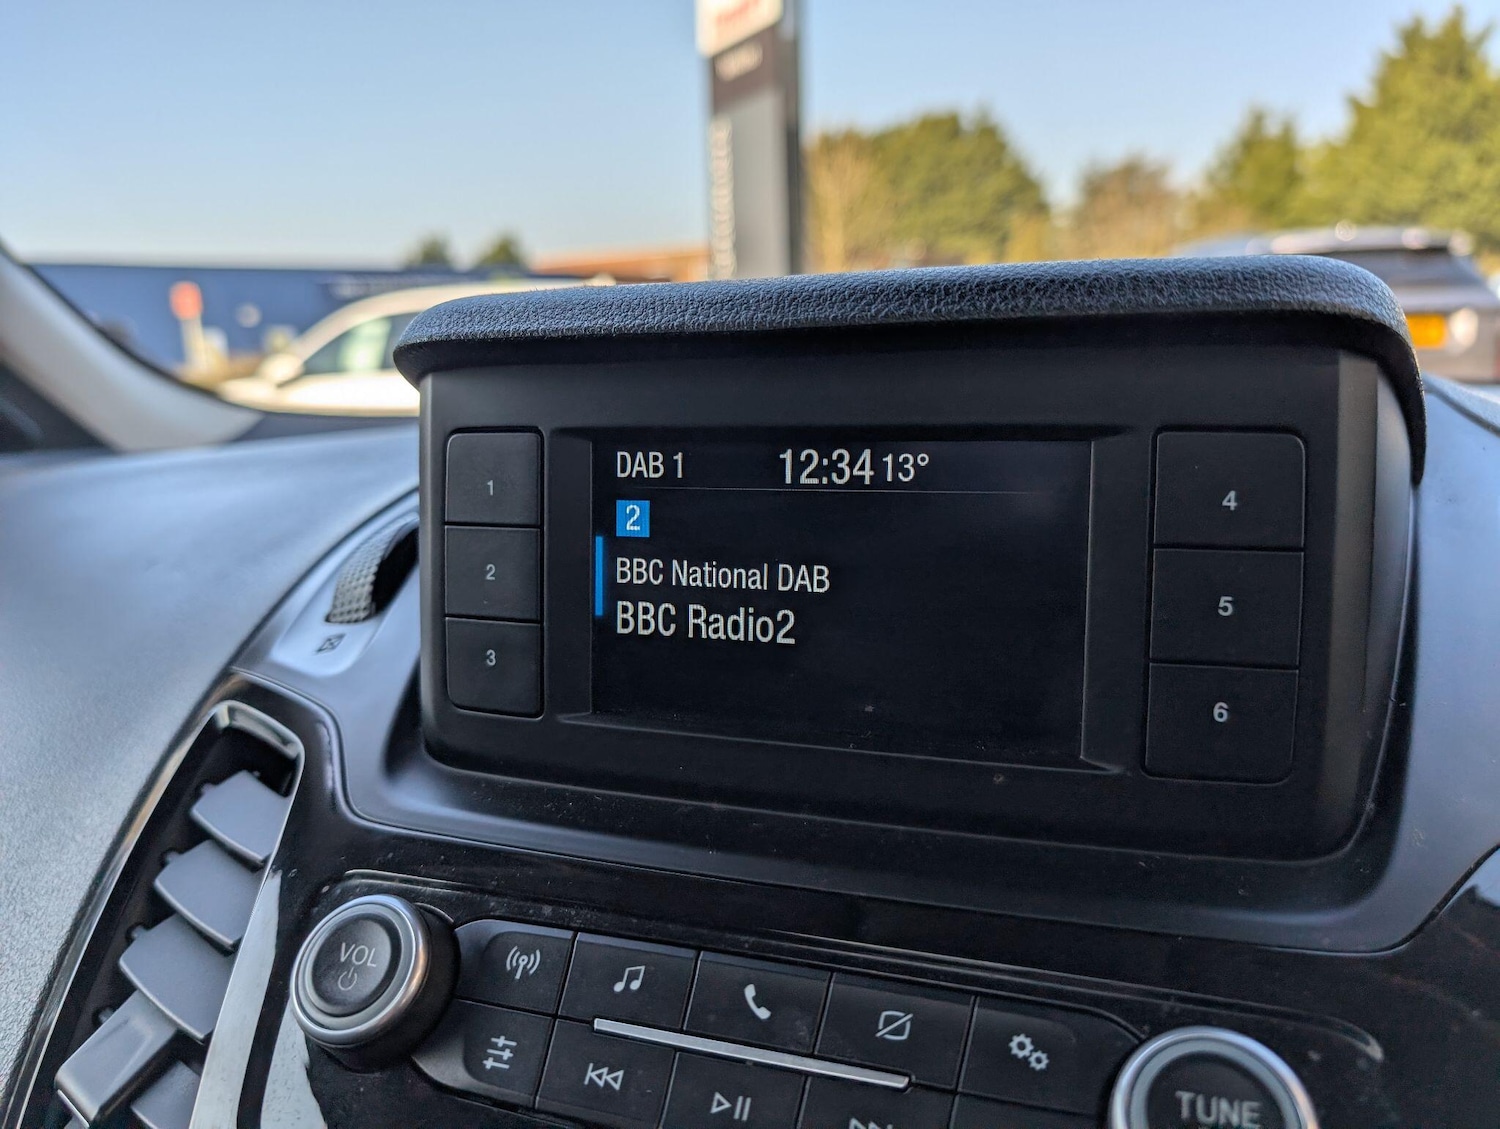 DAB 1 12:34 13°
2
BBC National DAB
BBC Radio2
1
2
3
4
5
6
VOL
TUNE